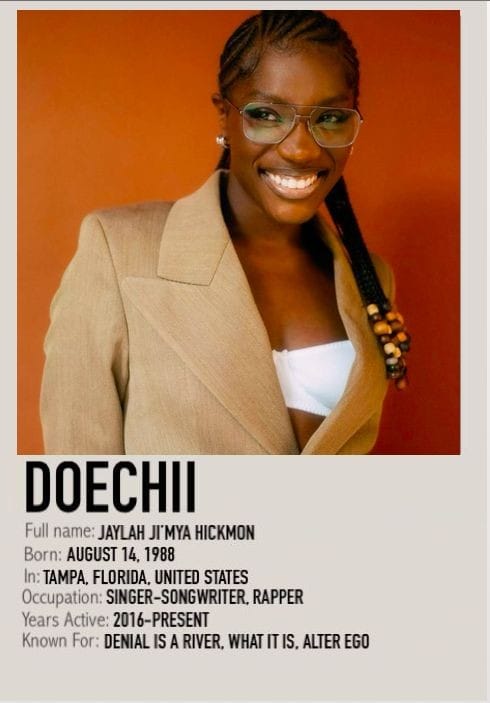 DOECHII
Full name: JAYLAH JI'MYA HICKMON
Born: AUGUST 14, 1988
In: TAMPA, FLORIDA, UNITED STATES
Occupation: SINGER-SONGWRITER, RAPPER
Years Active: 2016-PRESENT
Known For: DENIAL IS A RIVER, WHAT IT IS, ALTER EGO